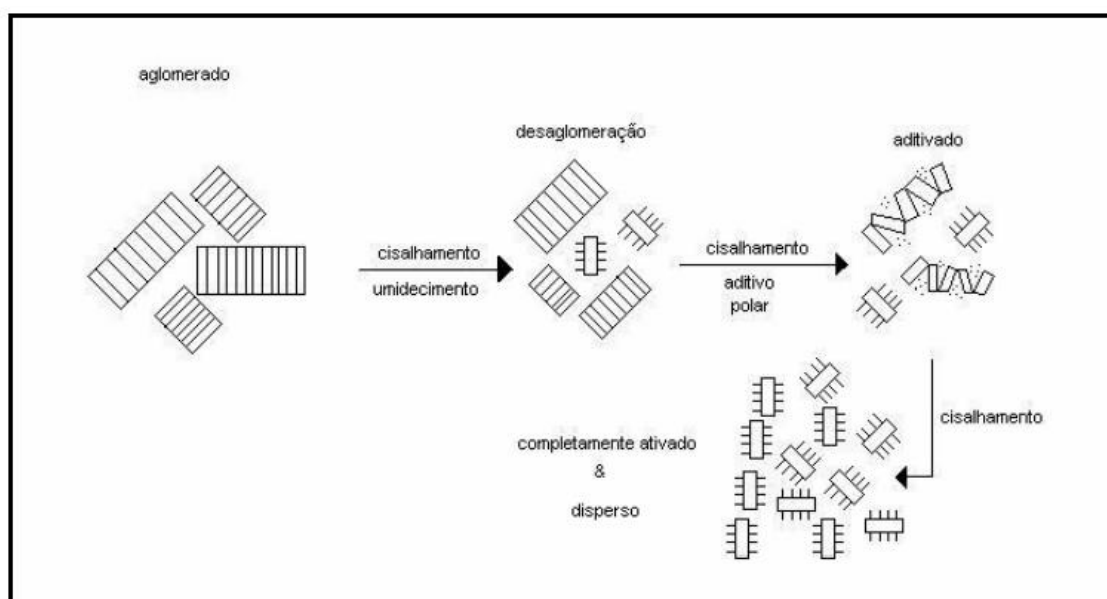 aglomerado
desaglomeração
aditivado
cisalhamento
umidecimento
cisalhamento
aditivo
polar
cisalhamento
completamente ativado
&
disperso